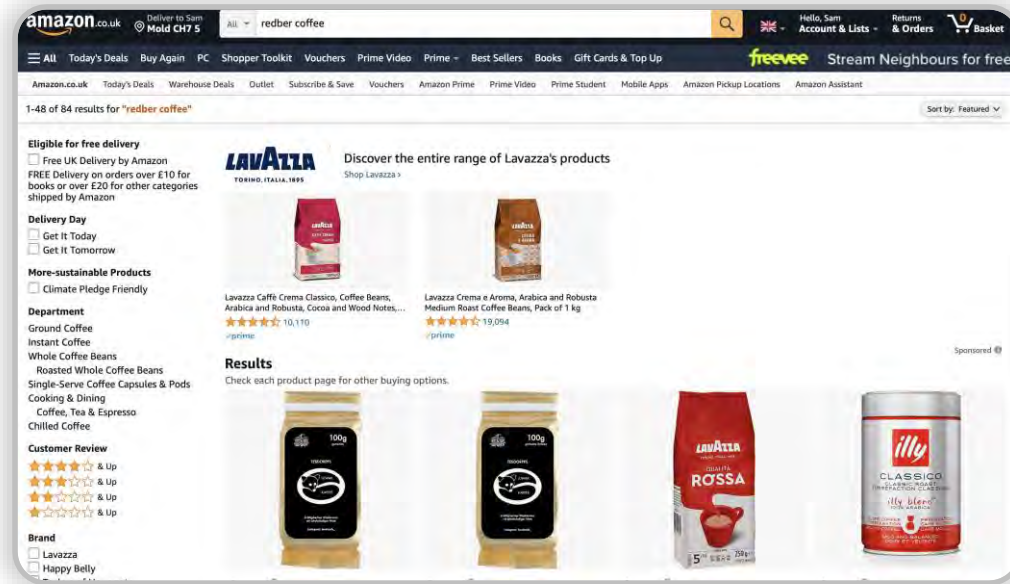 amazon.co.uk
Deliver to Sam
Mold CH7 5
All
redber coffee
Hello, Sam
Account & Lists
Returns
& Orders
0
Basket
All Today's Deals Buy Again PC Shopper Toolkit Vouchers Prime Video Prime Best Sellers Books Gift Cards & Top Up
freevee Stream Neighbours for free
Amazon.co.uk Today's Deals Warehouse Deals Outlet Subscribe & Save Vouchers Amazon Prime Prime Video Prime Student Mobile Apps Amazon Pickup Locations Amazon Assistant
1-48 of 84 results for "redber coffee"
Sort by: Featured
Eligible for free delivery
Free UK Delivery by Amazon
FREE Delivery on orders over £10 for
books or over £20 for other categories
shipped by Amazon
Delivery Day
Get It Today
Get It Tomorrow
More-sustainable Products
Climate Pledge Friendly
Department
Ground Coffee
Instant Coffee
Whole Coffee Beans
Roasted Whole Coffee Beans
Single-Serve Coffee Capsules & Pods
Cooking & Dining
Coffee, Tea & Espresso
Chilled Coffee
Customer Review
& Up
& Up
& Up
& Up
Brand
Lavazza
Happy Belly
LAVAZZA
TORINO, ITALIA, 1895
Discover the entire range of Lavazza's products
Shop Lavazza ›
Lavazza Caffè Crema Classico, Coffee Beans,
Arabica and Robusta, Cocoa and Wood Notes,...
10,110
prime
Lavazza Crema e Aroma, Arabica and Robusta
Medium Roast Coffee Beans, Pack of 1 kg
19,094
prime
Sponsored
Results
Check each product page for other buying options.
100g
100g
LAVAZZA
QUALITÀ
ROSSA
5
250g
illy
CLASSICO
CLASSIC ROAST
illy blend
100% ARABICA